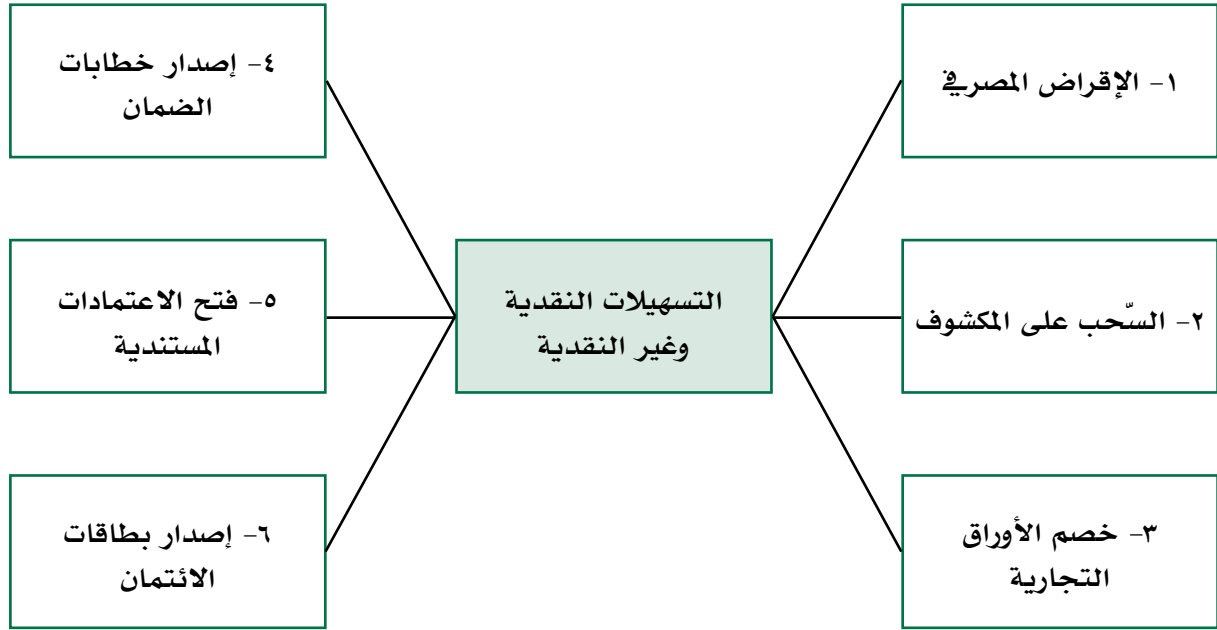 التسهيلات النقدية
وغير النقدية
١- الإقراض المصرفي
٢- السّحب على المكشوف
٣- خصم الأوراق
التجارية
٤- إصدار خطابات
الضمان
٥- فتح الاعتمادات
المستندية
٦- إصدار بطاقات
الائتمان